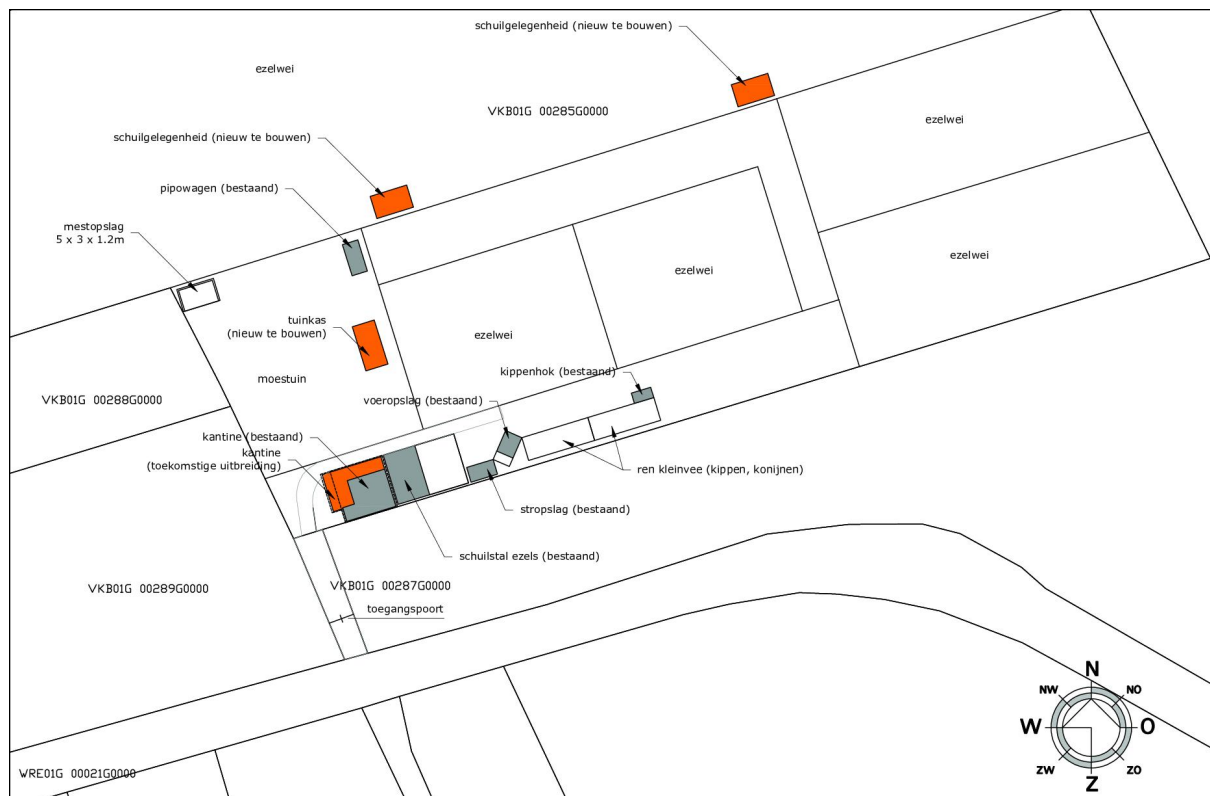 schuilgelegenheid (nieuw te bouwen)
ezelwei
VKB01G 00285G0000
ezelwei
schuilgelegenheid (nieuw te bouwen)
pipowagen (bestaand)
mestopslag
5 x 3 x 1.2m
ezelwei
ezelwei
tuinkas
(nieuw te bouwen)
ezelwei
kippenhok (bestaand)
moestuin
VKB01G 00288G0000
voeropslag (bestaand)
kantine (bestaand)
kantine
(toekomstige uitbreiding)
ren kleinvee (kippen, konijnen)
stropslag (bestaand)
schuilstal ezels (bestaand)
VKB01G 00289G0000
VKB01G 00287G0000
toegangspoort
N
NW
NO
W
O
ZW
ZO
Z
WRE01G 00021G0000